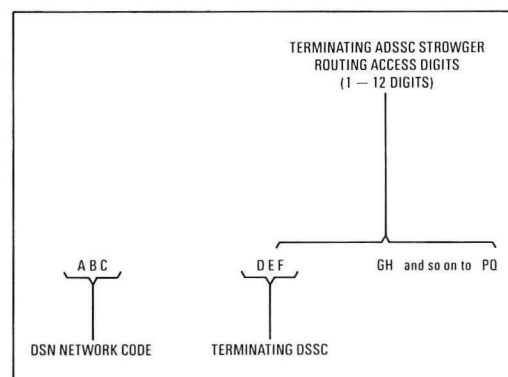 TERMINATING ADSSC STROWGER
ROUTING ACCESS DIGITS
(1 — 12 DIGITS)
A B C D E F GH and so on to PQ
DSN NETWORK CODE TERMINATING DSSC